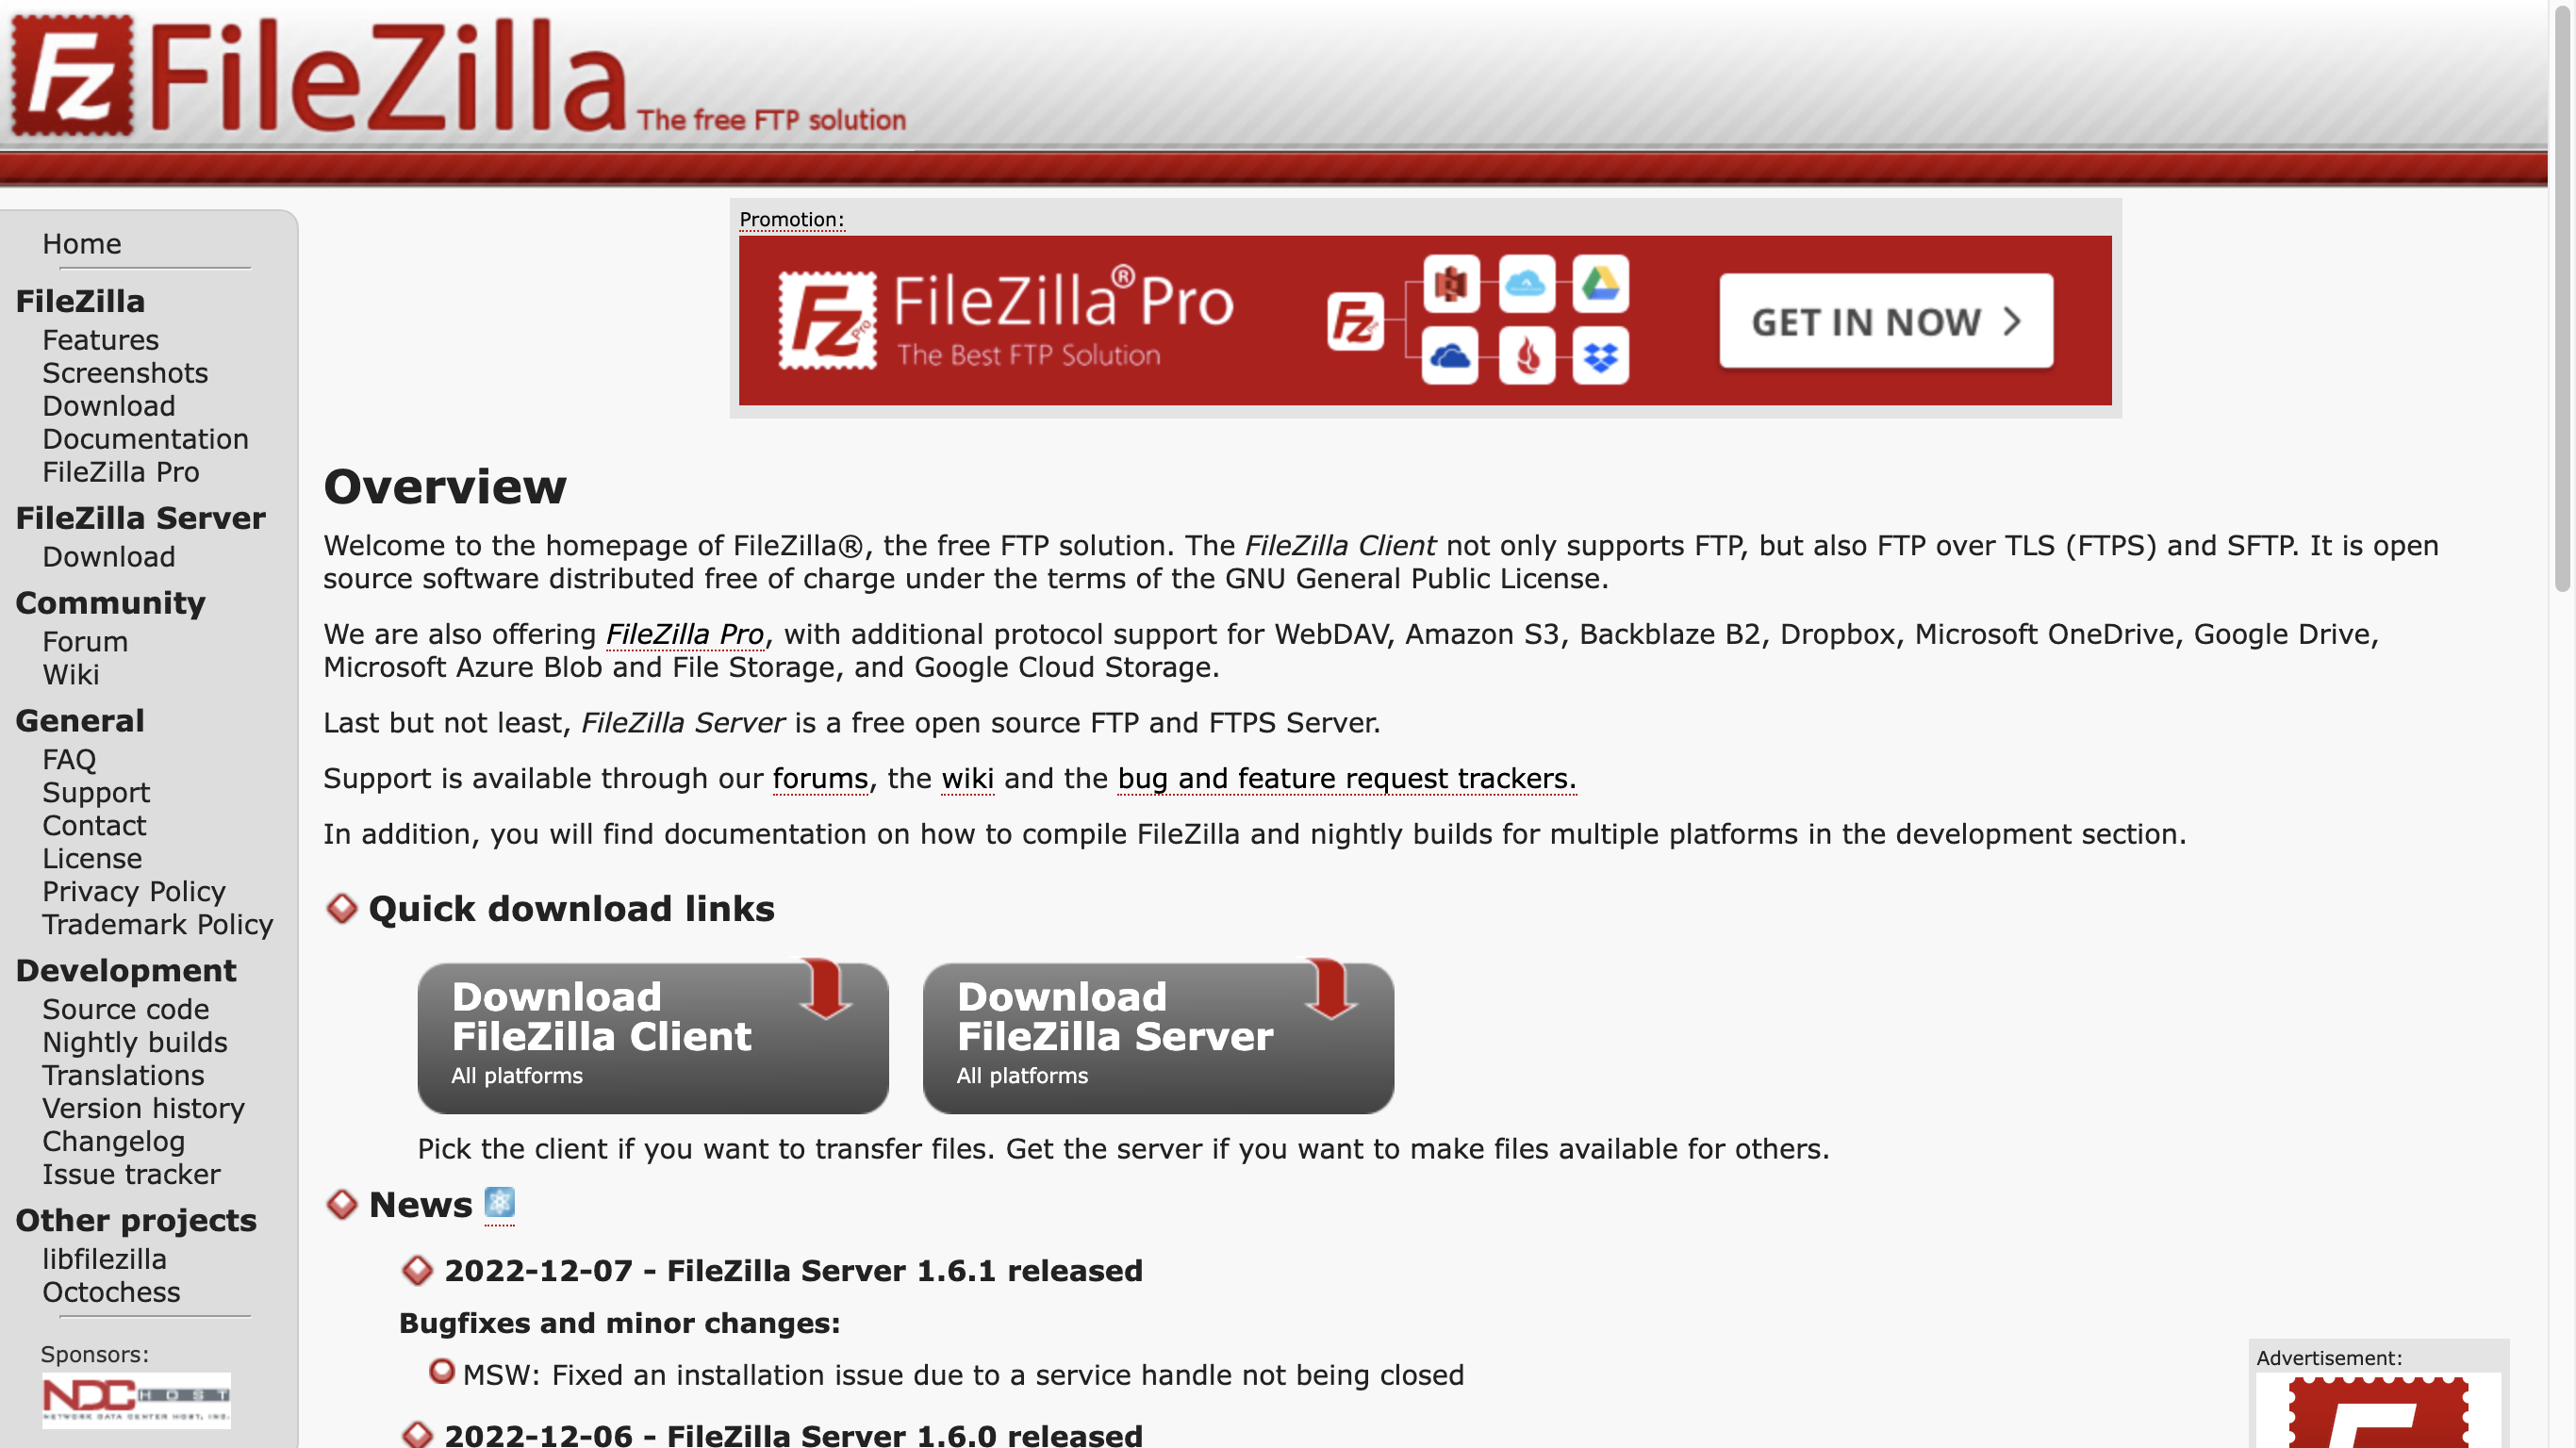 Fz FileZilla The free FTP solution
Home
FileZilla
Features
Screenshots
Download
Documentation
FileZilla Pro
FileZilla Server
Download
Community
Forum
Wiki
General
FAQ
Support
Contact
License
Privacy Policy
Trademark Policy
Development
Source code
Nightly builds
Translations
Version history
Changelog
Issue tracker
Other projects
libfilezilla
Octochess
Sponsors:
NDC HOST
NETWORK DATA CENTER HOST, INC.
Promotion:
Fz Pro FileZilla® Pro
The Best FTP Solution
Fz
GET IN NOW >
Overview
Welcome to the homepage of FileZilla®, the free FTP solution. The FileZilla Client not only supports FTP, but also FTP over TLS (FTPS) and SFTP. It is open
source software distributed free of charge under the terms of the GNU General Public License.
We are also offering FileZilla Pro, with additional protocol support for WebDAV, Amazon S3, Backblaze B2, Dropbox, Microsoft OneDrive, Google Drive,
Microsoft Azure Blob and File Storage, and Google Cloud Storage.
Last but not least, FileZilla Server is a free open source FTP and FTPS Server.
Support is available through our forums, the wiki and the bug and feature request trackers.
In addition, you will find documentation on how to compile FileZilla and nightly builds for multiple platforms in the development section.
Quick download links
Download
FileZilla Client
All platforms
Download
FileZilla Server
All platforms
Pick the client if you want to transfer files. Get the server if you want to make files available for others.
News
2022-12-07 - FileZilla Server 1.6.1 released
Bugfixes and minor changes:
MSW: Fixed an installation issue due to a service handle not being closed
2022-12-06 - FileZilla Server 1.6.0 released
Advertisement: